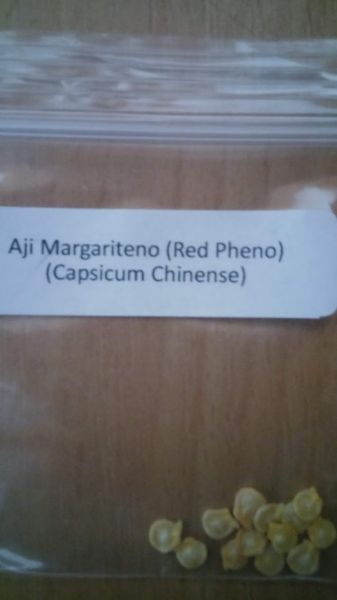 Aji Margariteno (Red Pheno)
(Capsicum Chinense)